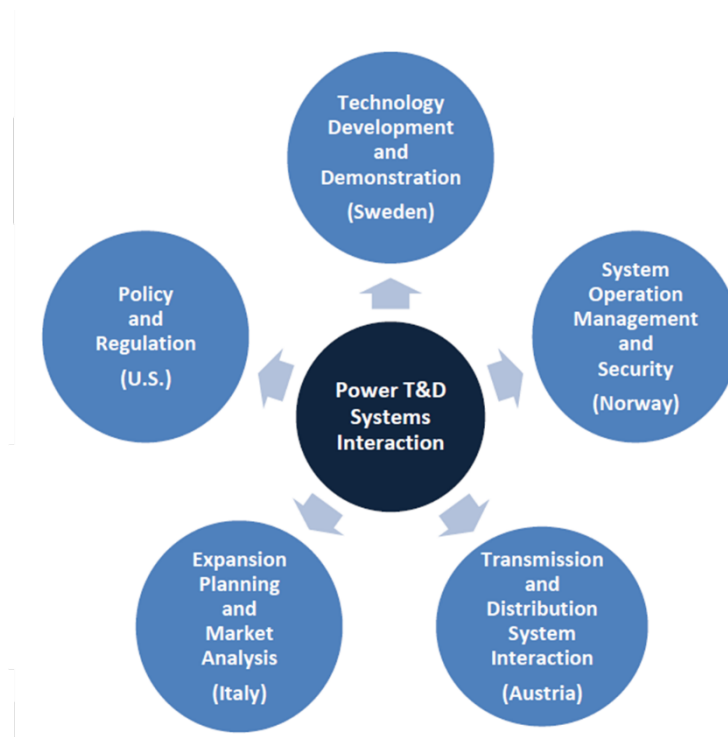 Technology
Development
and
Demonstration
(Sweden)
Policy
and
Regulation
(U.S.)
System
Operation
Management
and
Security
(Norway)
Power T&D
Systems
Interaction
Expansion
Planning
and
Market
Analysis
(Italy)
Transmission
and
Distribution
System
Interaction
(Austria)